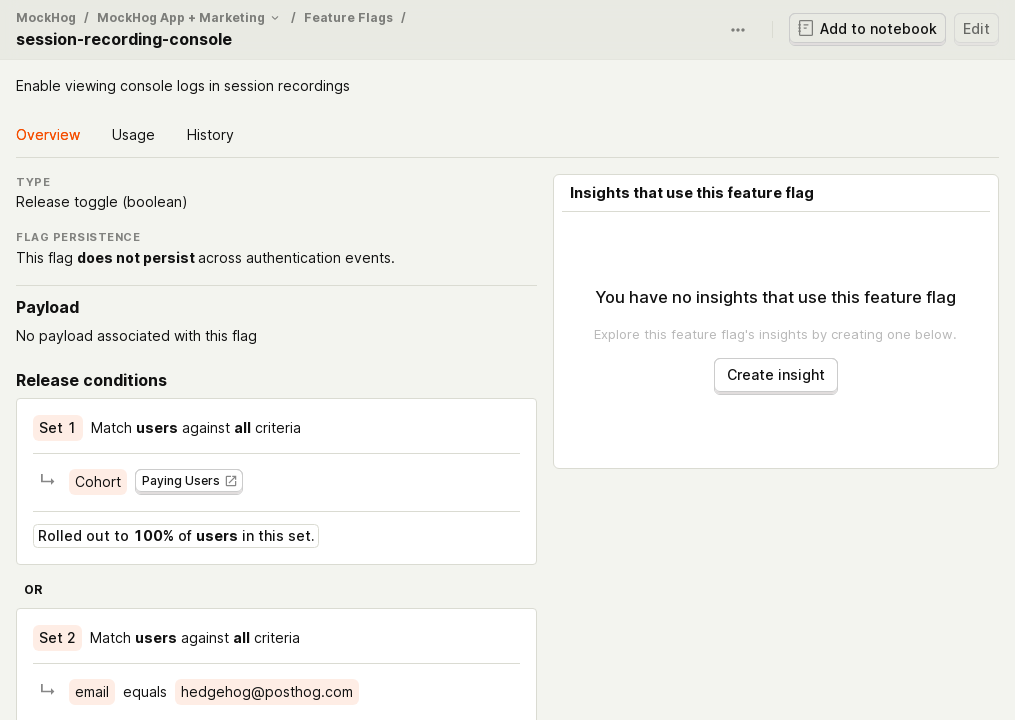 MockHog / MockHog App + Marketing / Feature Flags /
session-recording-console
Add to notebook
Edit
Enable viewing console logs in session recordings
Overview
Usage
History
TYPE
Release toggle (boolean)
FLAG PERSISTENCE
This flag does not persist across authentication events.
Payload
No payload associated with this flag
Release conditions
Set 1 Match users against all criteria
Cohort Paying Users
Rolled out to 100% of users in this set.
OR
Set 2 Match users against all criteria
email equals hedgehog@posthog.com
Insights that use this feature flag
You have no insights that use this feature flag
Explore this feature flag's insights by creating one below.
Create insight